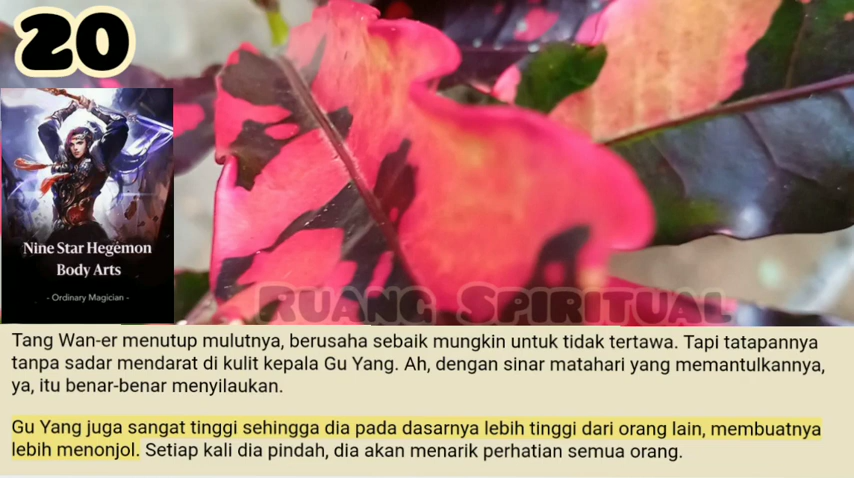 20
Nine Star Hegemon
Body Arts
- Ordinary Magician -
Ruang Spiritual
Tang Wan-er menutup mulutnya, berusaha sebaik mungkin untuk tidak tertawa. Tapi tatapannya
tanpa sadar mendarat di kulit kepala Gu Yang. Ah, dengan sinar matahari yang memantulkannya,
ya, itu benar-benar menyilaukan.
Gu Yang juga sangat tinggi sehingga dia pada dasarnya lebih tinggi dari orang lain, membuatnya
lebih menonjol. Setiap kali dia pindah, dia akan menarik perhatian semua orang.